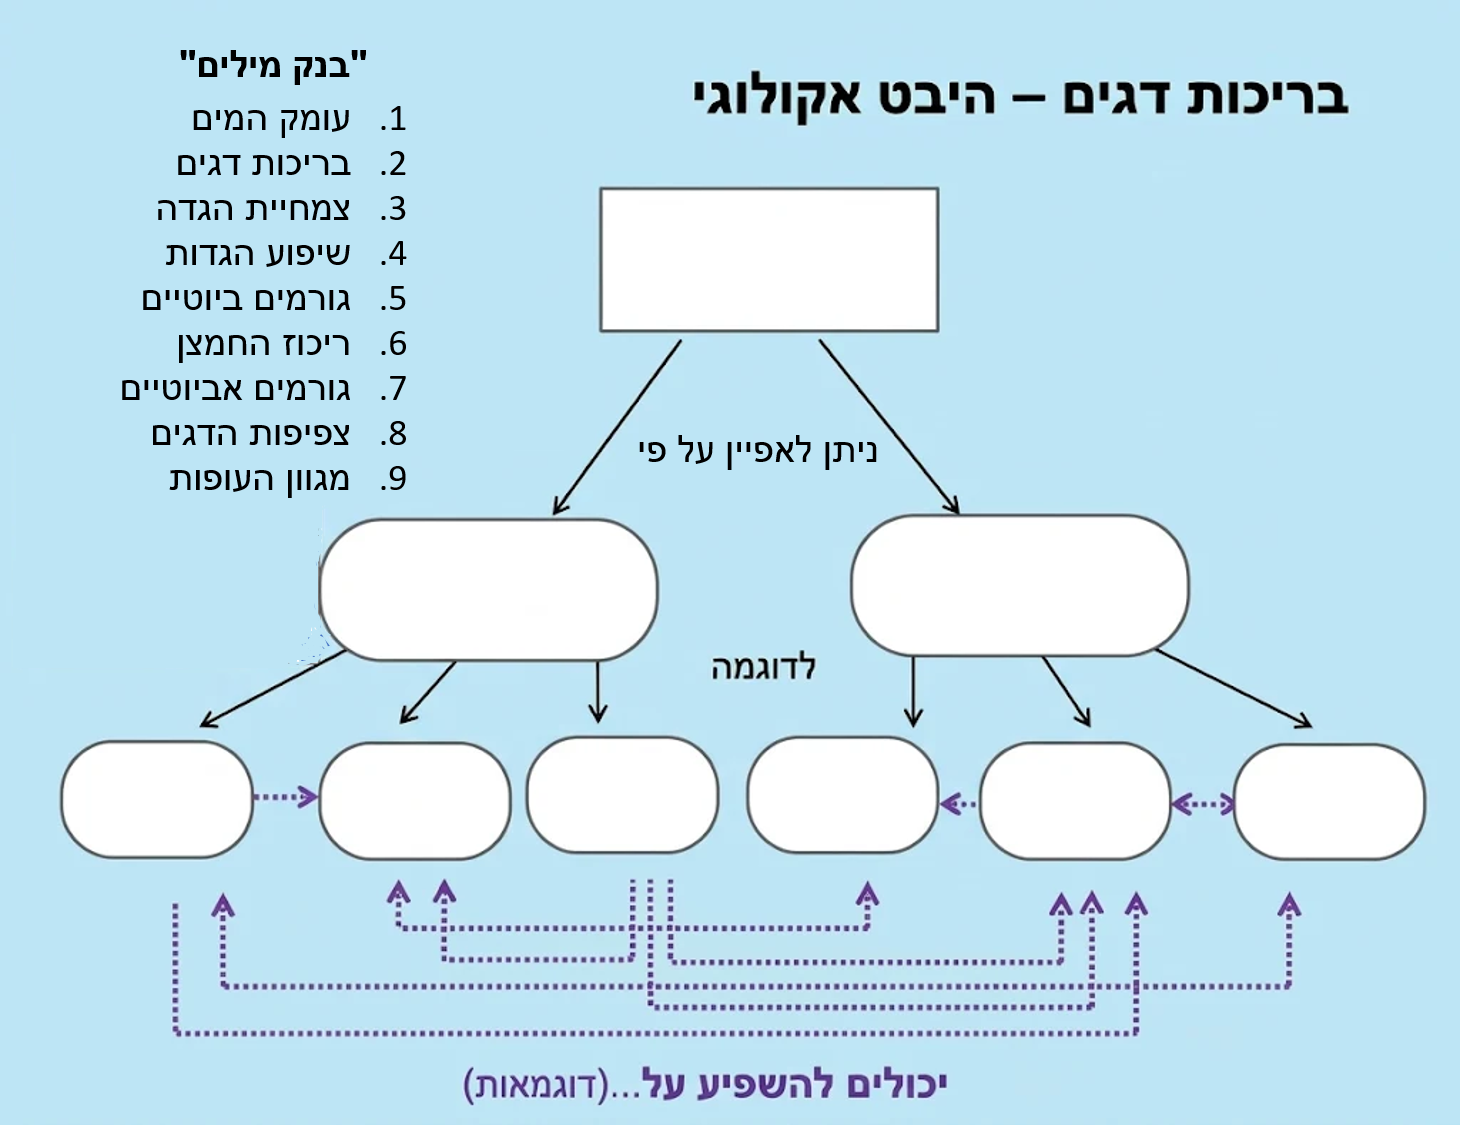 בריכות דגים – היבט אקולוגי
"בנק מילים"
1. עומק המים
2. בריכות דגים
3. צמחיית הגדה
4. שיפוע הגדות
5. גורמים ביוטיים
6. ריכוז החמצן
7. גורמים אביוטיים
8. צפיפות הדגים
9. מגוון העופות
ניתן לאפיין על פי
לדוגמה
יכולים להשפיע על...(דוגמאות)